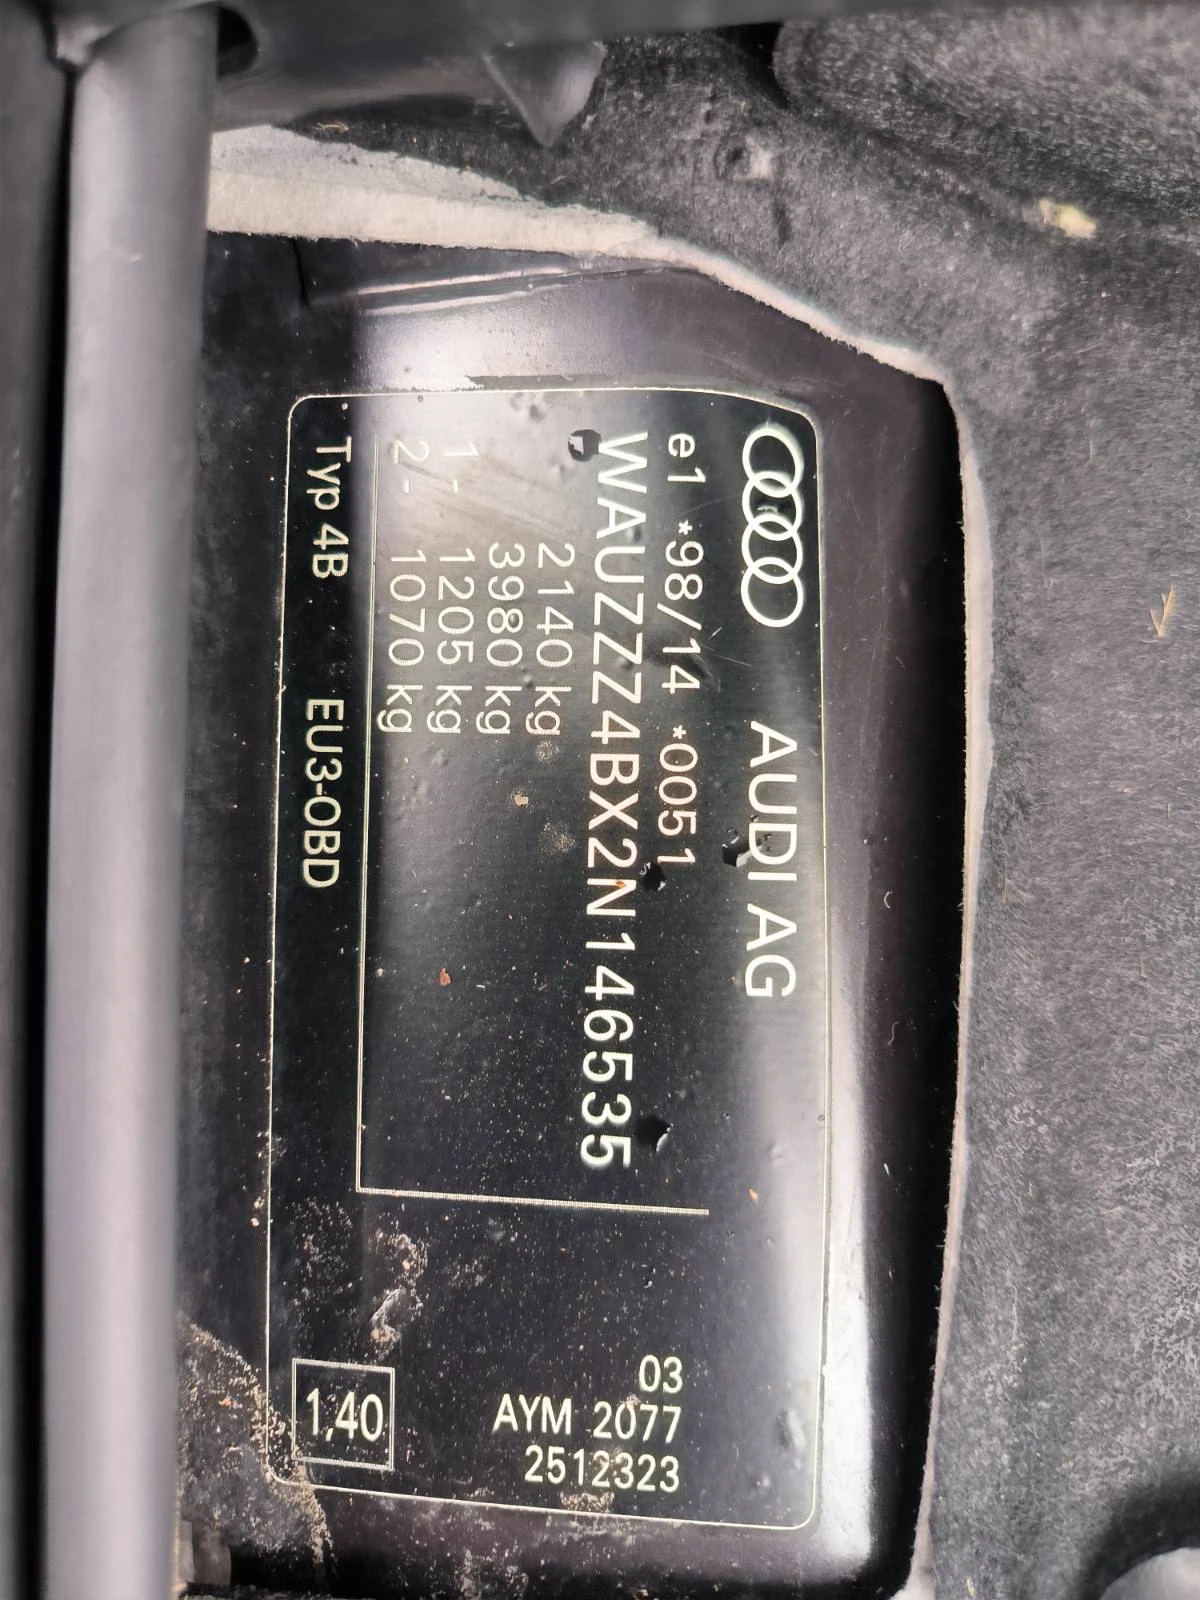 AUDI AG
e1 *98/14 *0051
WAUZZZ4BX2N146535
2140 kg
3980 kg
1- 1205 kg
2- 1070 kg
Typ 4B EU3-OBD
03
AYM 2077
2512323
1,40